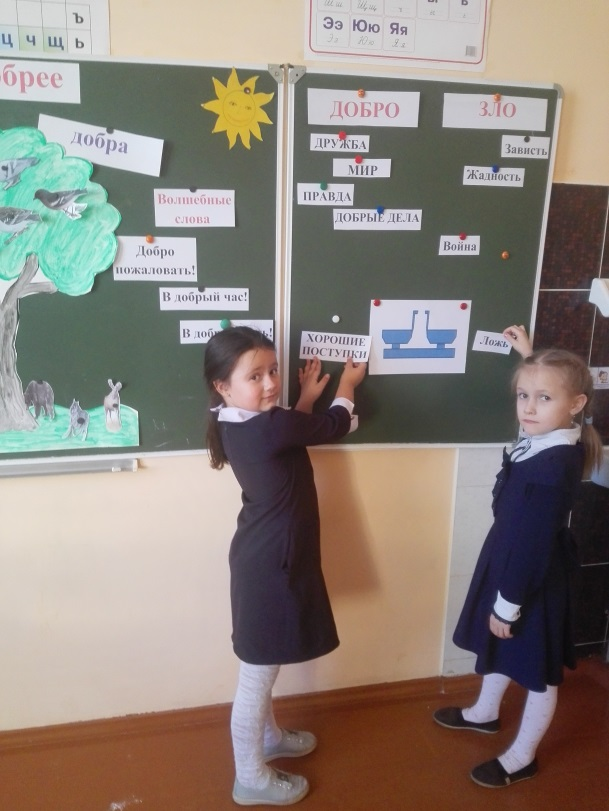 Ъ
Ц Ч Щ Ь
Ээ Юю Яя
брее
добра
Волшебные
слова
Добро
пожаловать!
В добрый час!
ДОБРО
ЗЛО
ДРУЖБА
МИР
ПРАВДА
ДОБРЫЕ ДЕЛА
Зависть
Жадность
Война
ХОРОШИЕ
ПОСТУПКИ
Ложь